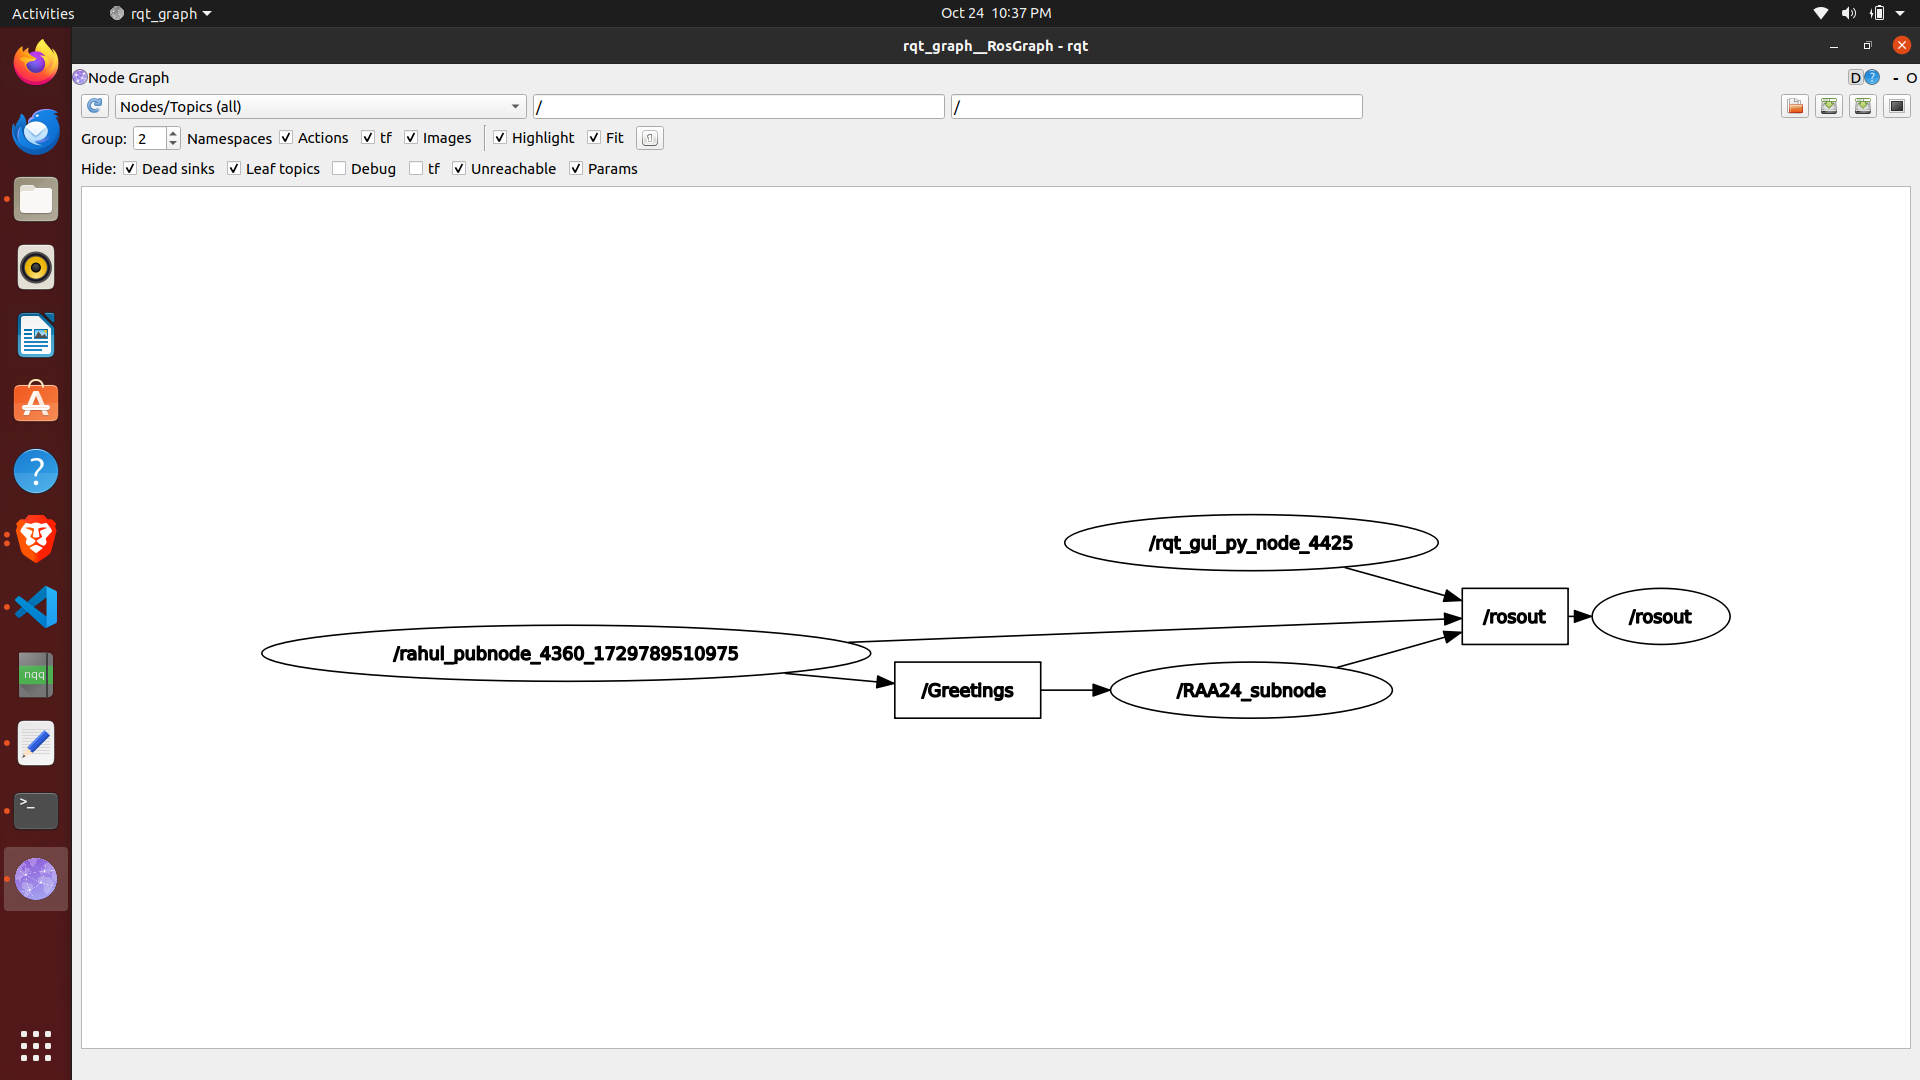 Activities rqt_graph Oct 24 10:37 PM
rqt_graph__RosGraph - rqt
Node Graph D ? - O
Nodes/Topics (all) / /
Group: 2 Namespaces Actions tf Images Highlight Fit
Hide: Dead sinks Leaf topics Debug tf Unreachable Params
/rqt_gui_py_node_4425
/rosout /rosout
/rahul_pubnode_4360_1729789510975
/Greetings /RAA24_subnode
?
nqq
>_